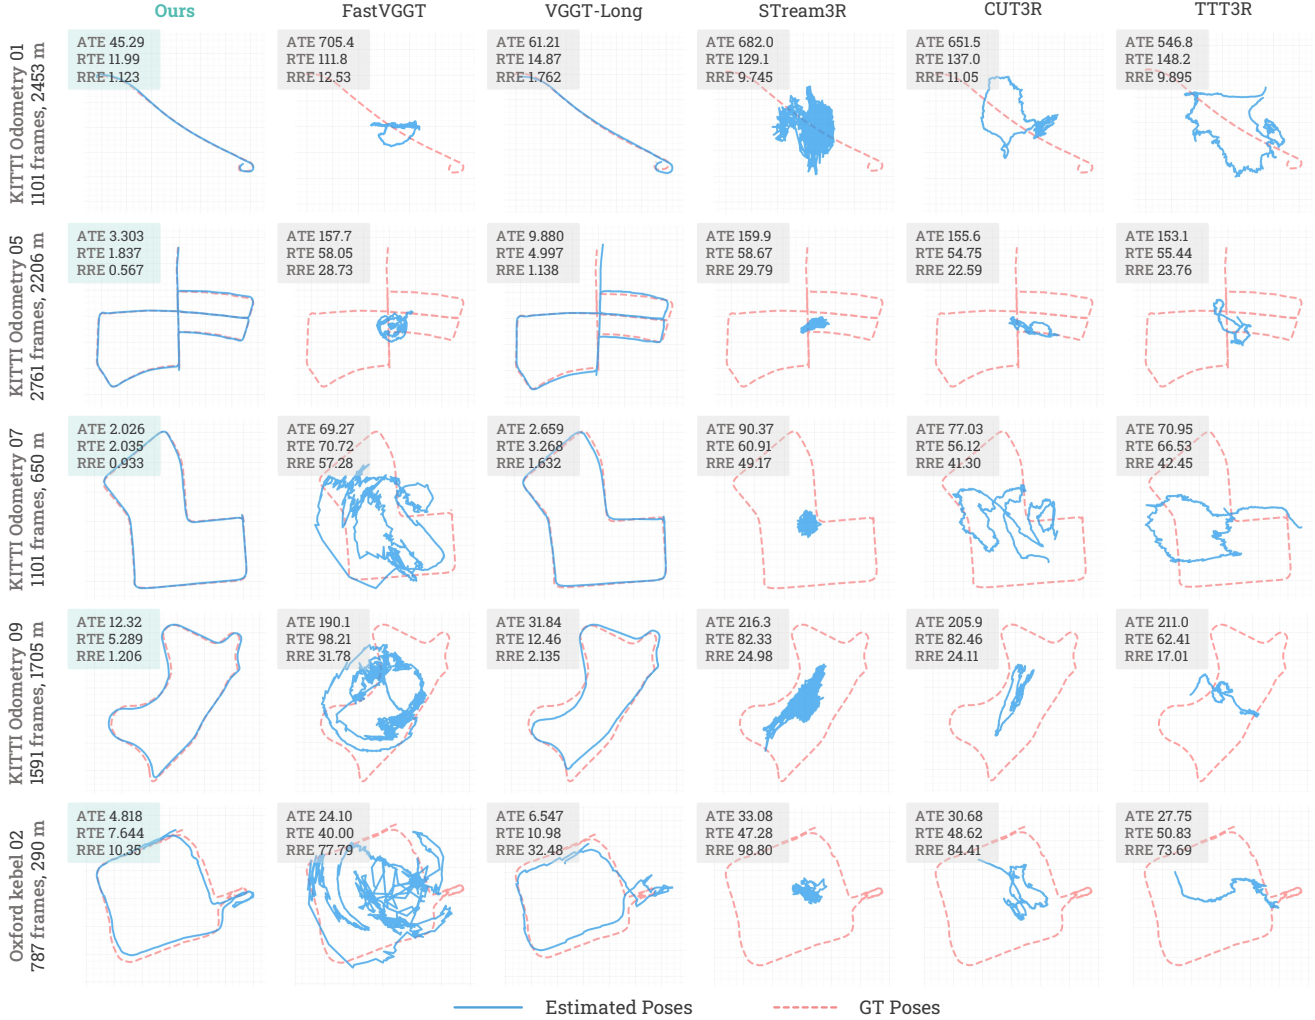 Ours
FastVGGT
VGGT-Long
STream3R
CUT3R
TTT3R
KITTI Odometry 01
1101 frames, 2453 m
ATE 45.29
RTE 11.99
RRE 1.123
ATE 705.4
RTE 111.8
RRE 12.53
ATE 61.21
RTE 14.87
RRE 1.762
ATE 682.0
RTE 129.1
RRE 9.745
ATE 651.5
RTE 137.0
RRE 11.05
ATE 546.8
RTE 148.2
RRE 9.895
KITTI Odometry 05
2761 frames, 2206 m
ATE 3.303
RTE 1.837
RRE 0.567
ATE 157.7
RTE 58.05
RRE 28.73
ATE 9.880
RTE 4.997
RRE 1.138
ATE 159.9
RTE 58.67
RRE 29.79
ATE 155.6
RTE 54.75
RRE 22.59
ATE 153.1
RTE 55.44
RRE 23.76
KITTI Odometry 07
1101 frames, 650 m
ATE 2.026
RTE 2.035
RRE 0.933
ATE 69.27
RTE 70.72
RRE 57.28
ATE 2.659
RTE 3.268
RRE 1.632
ATE 90.37
RTE 60.91
RRE 49.17
ATE 77.03
RTE 56.12
RRE 41.30
ATE 70.95
RTE 66.53
RRE 42.45
KITTI Odometry 09
1591 frames, 1705 m
ATE 12.32
RTE 5.289
RRE 1.206
ATE 190.1
RTE 98.21
RRE 31.78
ATE 31.84
RTE 12.46
RRE 2.135
ATE 216.3
RTE 82.33
RRE 24.98
ATE 205.9
RTE 82.46
RRE 24.11
ATE 211.0
RTE 62.41
RRE 17.01
Oxford kebel 02
787 frames, 290 m
ATE 4.818
RTE 7.644
RRE 10.35
ATE 24.10
RTE 40.00
RRE 77.79
ATE 6.547
RTE 10.98
RRE 32.48
ATE 33.08
RTE 47.28
RRE 98.80
ATE 30.68
RTE 48.62
RRE 84.41
ATE 27.75
RTE 50.83
RRE 73.69
Estimated Poses
GT Poses